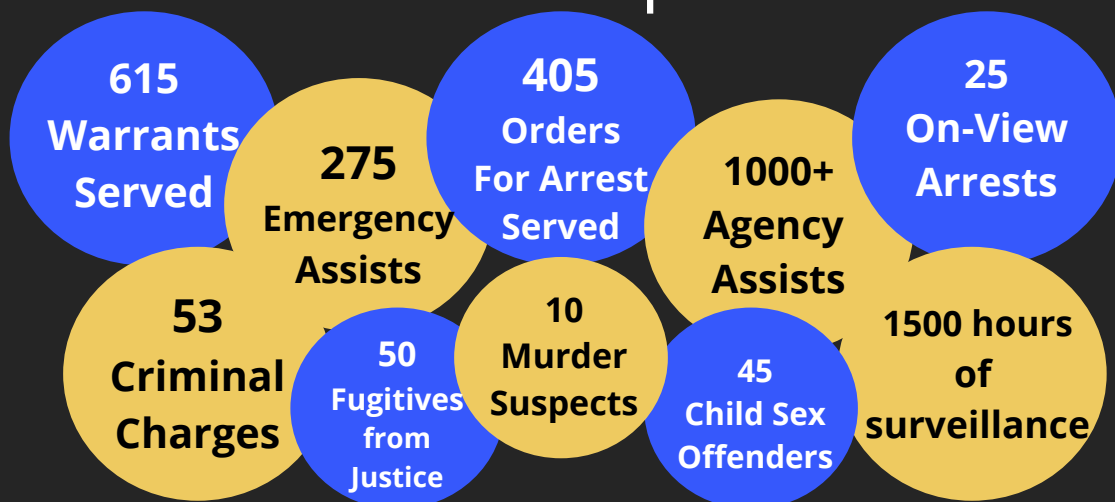 615
Warrants
Served
275
Emergency
Assists
405
Orders
For Arrest
Served
1000+
Agency
Assists
25
On-View
Arrests
53
Criminal
Charges
50
Fugitives
from
Justice
10
Murder
Suspects
45
Child Sex
Offenders
1500 hours
of
surveillance